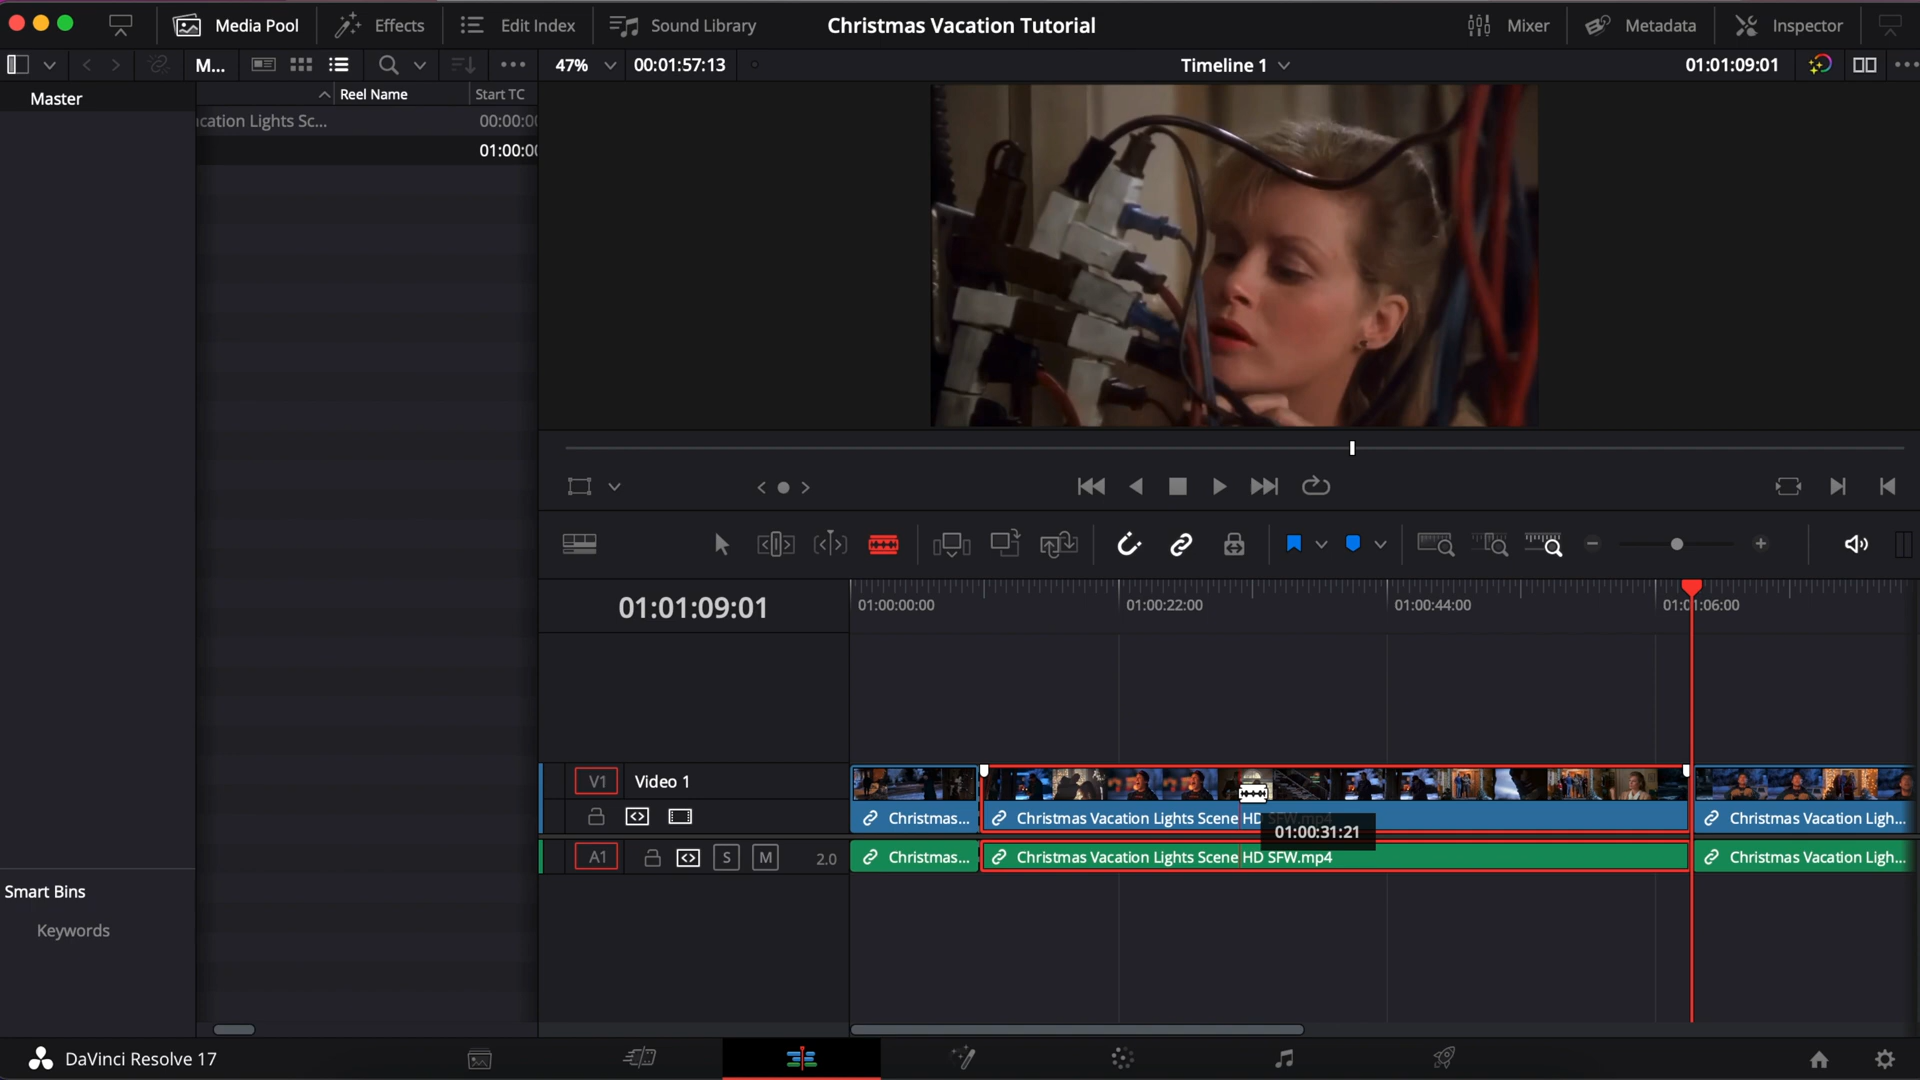 Media Pool
Effects
Edit Index
Sound Library
Christmas Vacation Tutorial
Mixer
Metadata
Inspector
M...
47%
00:01:57:13
Timeline 1
01:01:09:01
Master
Reel Name
Start TC
cation Lights Sc...
00:00:0
01:00:0
01:01:09:01
01:00:00:00
01:00:22:00
01:00:44:00
01:01:06:00
V1
Video 1
Christmas...
Christmas Vacation Lights Scene HD SFW.mp4
Christmas Vacation Ligh...
01:00:31:21
A1
S
M
2.0
Christmas...
Christmas Vacation Lights Scene HD SFW.mp4
Christmas Vacation Ligh...
Smart Bins
Keywords
DaVinci Resolve 17